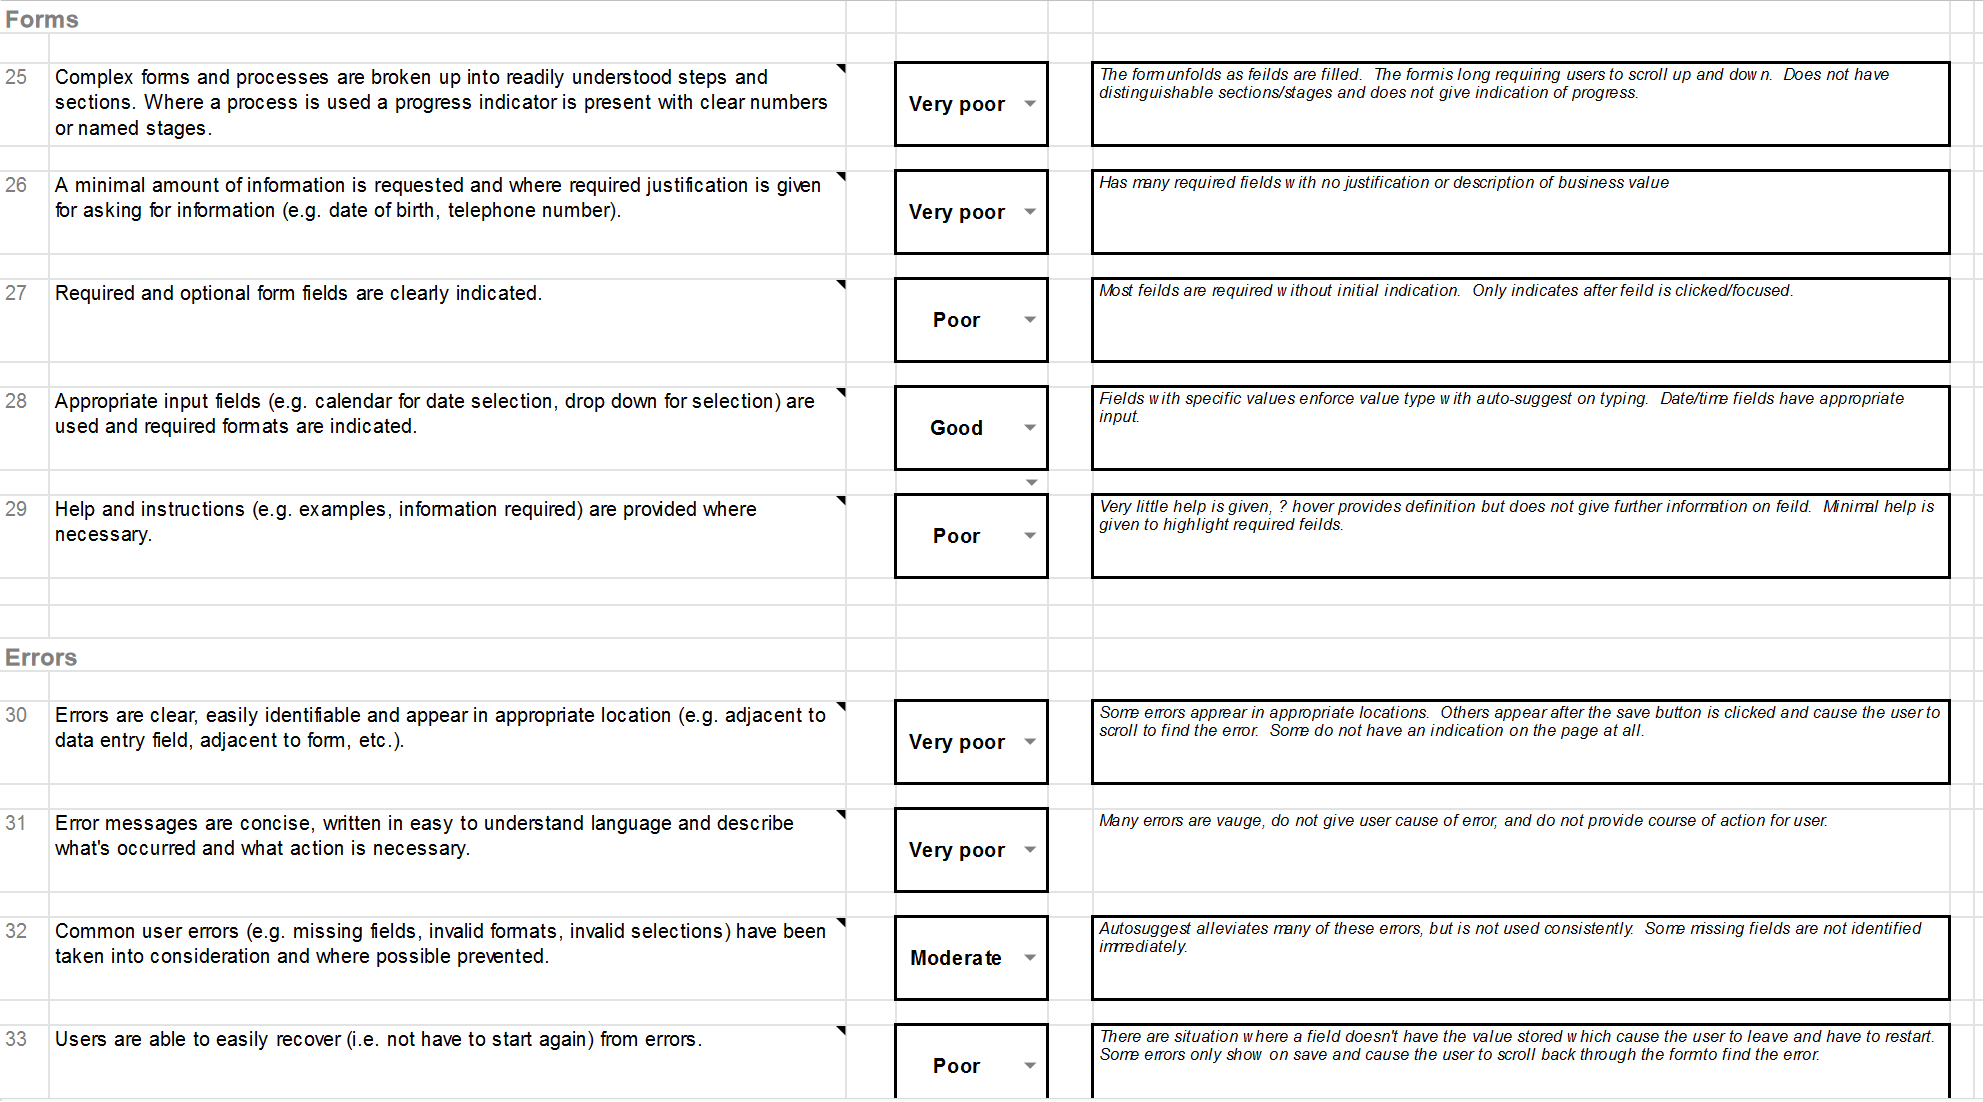 Forms
25 Complex forms and processes are broken up into readily understood steps and
sections. Where a process is used a progress indicator is present with clear numbers
or named stages.
Very poor
The form unfolds as feilds are filled. The form is long requiring users to scroll up and down. Does not have
distinguishable sections/stages and does not give indication of progress.
26 A minimal amount of information is requested and where required justification is given
for asking for information (e.g. date of birth, telephone number).
Very poor
Has many required fields with no justification or description of business value
27 Required and optional form fields are clearly indicated.
Poor
Most feilds are required without initial indication. Only indicates after feild is clicked/focused.
28 Appropriate input fields (e.g. calendar for date selection, drop down for selection) are
used and required formats are indicated.
Good
Fields with specific values enforce value type with auto-suggest on typing. Date/time fields have appropriate
input.
29 Help and instructions (e.g. examples, information required) are provided where
necessary.
Poor
Very little help is given, ? hover provides definition but does not give further information on feild. Minimal help is
given to highlight required feilds.
Errors
30 Errors are clear, easily identifiable and appear in appropriate location (e.g. adjacent to
data entry field, adjacent to form, etc.).
Very poor
Some errors apprear in appropriate locations. Others appear after the save button is clicked and cause the user to
scroll to find the error. Some do not have an indication on the page at all.
31 Error messages are concise, written in easy to understand language and describe
what's occurred and what action is necessary.
Very poor
Many errors are vauge, do not give user cause of error, and do not provide course of action for user.
32 Common user errors (e.g. missing fields, invalid formats, invalid selections) have been
taken into consideration and where possible prevented.
Moderate
Autosuggest alleviates many of these errors, but is not used consistently. Some missing fields are not identified
immediately.
33 Users are able to easily recover (i.e. not have to start again) from errors.
Poor
There are situation where a field doesn't have the value stored which cause the user to leave and have to restart.
Some errors only show on save and cause the user to scroll back through the form to find the error.